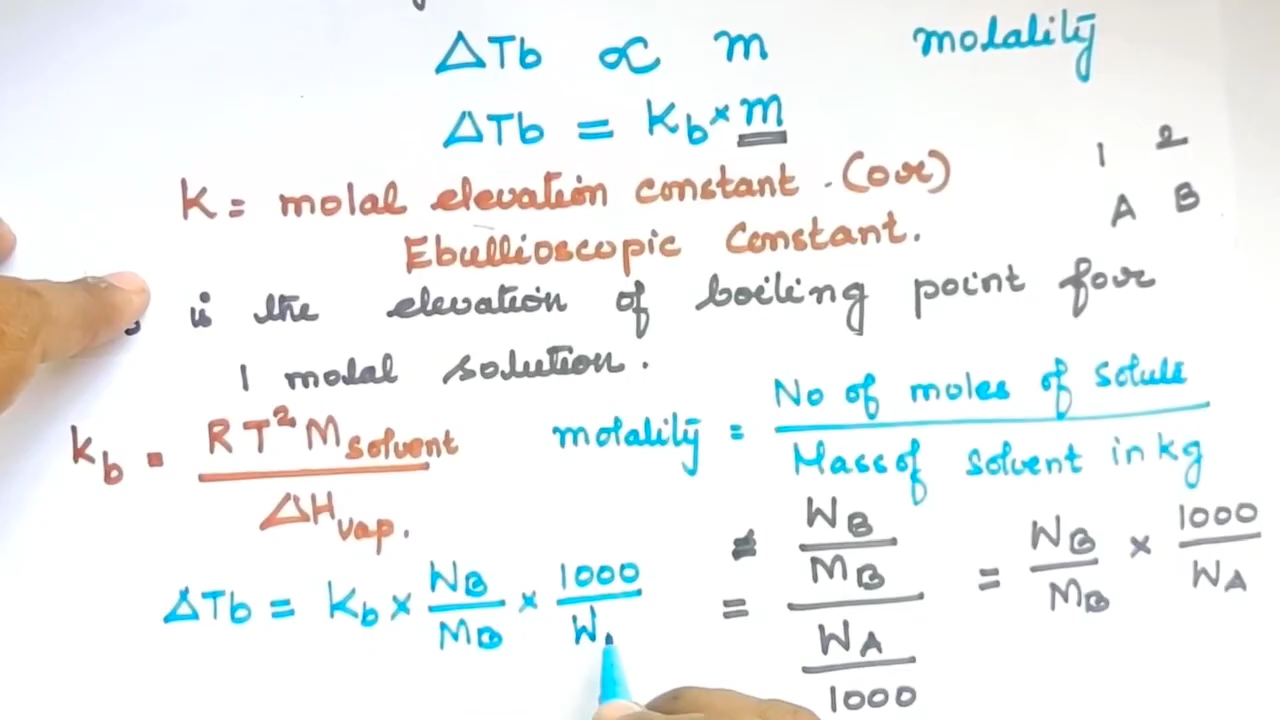 ΔTb ∝ m molality
ΔTb = Kb × m
1 2
A B
K = molal elevation constant. (or)
Ebullioscopic Constant.
is the elevation of boiling point for
1 molal solution.
kb = RT²Msolvent / ΔHvap.
molality = No of moles of solute / Mass of solvent in kg
= (WB / MB) / (WA / 1000) = WB / MB × 1000 / WA
ΔTb = Kb × WB / MB × 1000 / W